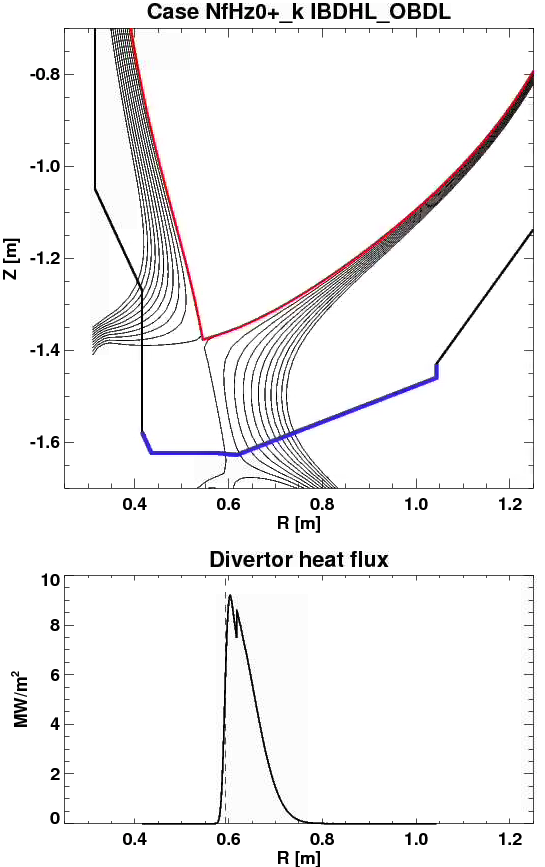 Case NfHz0+_k IBDHL_OBDL
-0.8
-1.0
-1.2
-1.4
-1.6
Z [m]
0.4 0.6 0.8 1.0 1.2
R [m]
Divertor heat flux
10
8
6
4
2
0
MW/m²
0.4 0.6 0.8 1.0 1.2
R [m]